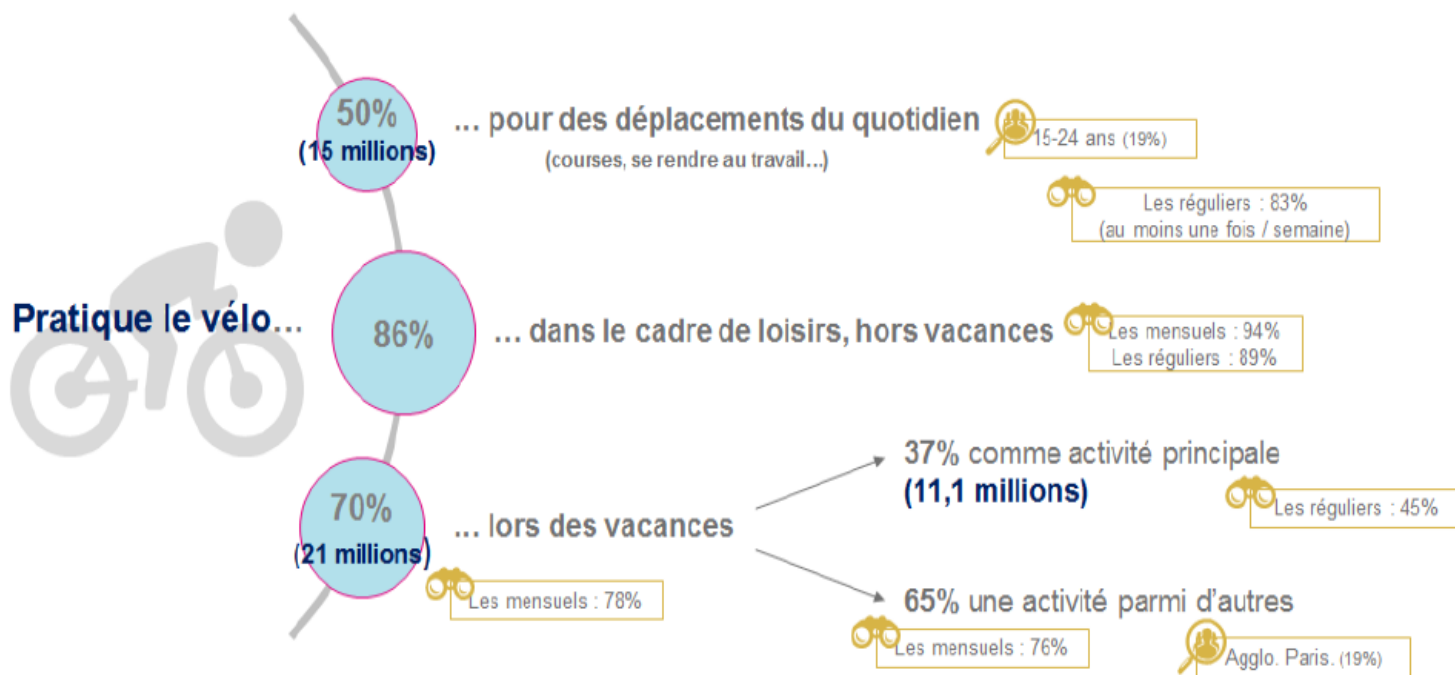 50%
(15 millions)
... pour des déplacements du quotidien
(courses, se rendre au travail...)
15-24 ans (19%)
Les réguliers : 83%
(au moins une fois / semaine)
Pratique le vélo...
86%
... dans le cadre de loisirs, hors vacances
Les mensuels : 94%
Les réguliers : 89%
70%
(21 millions)
... lors des vacances
Les mensuels : 78%
37% comme activité principale
(11,1 millions)
Les réguliers : 45%
65% une activité parmi d'autres
Les mensuels : 76%
Agglo. Paris. (19%)